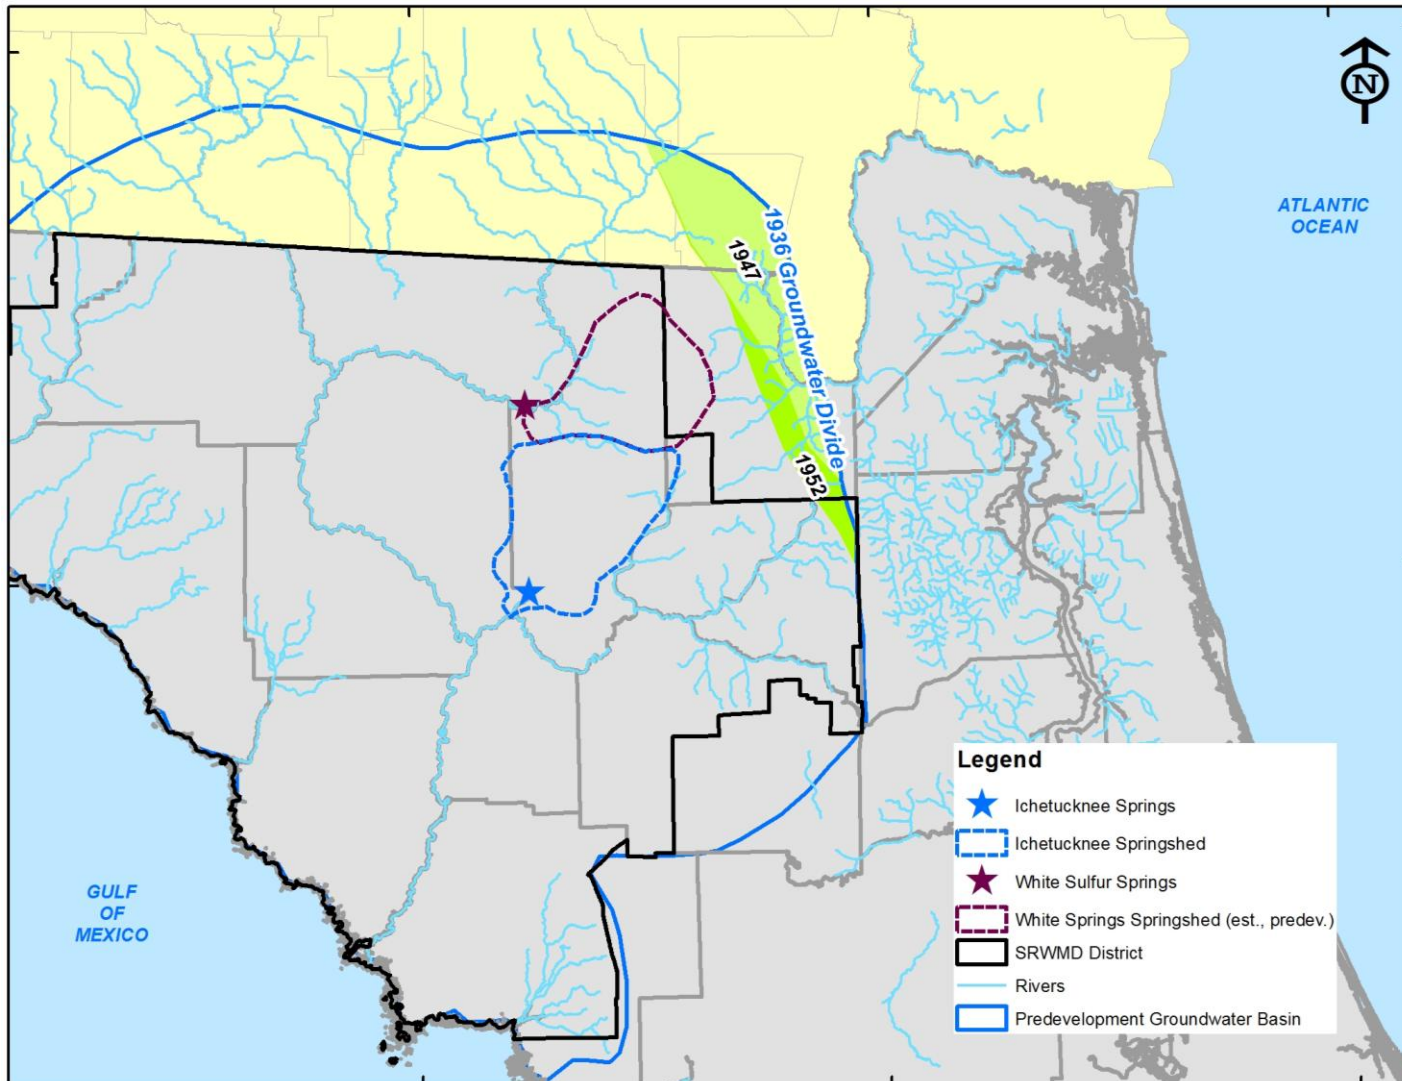 N
ATLANTIC
OCEAN
1936 Groundwater Divide
1947
1952
GULF
OF
MEXICO
Legend
Ichetucknee Springs
Ichetucknee Springshed
White Sulfur Springs
White Springs Springshed (est., predev.)
SRWMD District
Rivers
Predevelopment Groundwater Basin